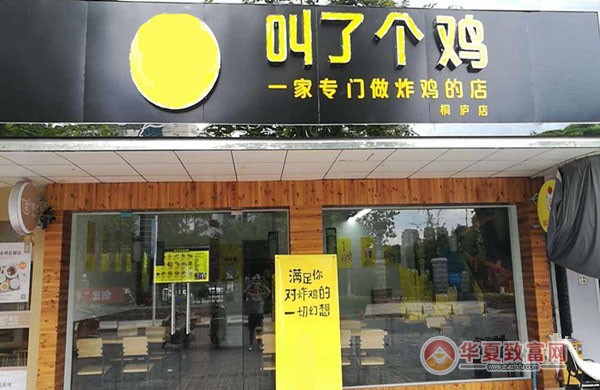 叫了个鸡
一家专门做炸鸡的店
桐庐店
满足你
对炸鸡的
一切幻想
华夏致富网